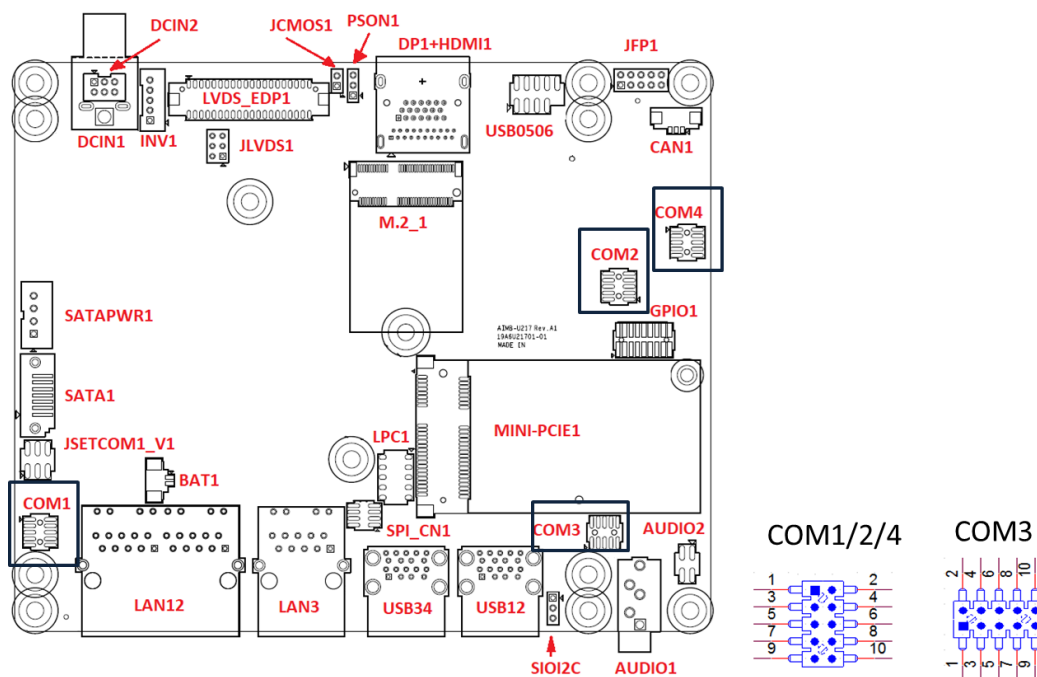 DCIN2
JCMOS1
PSON1
DP1+HDMI1
JFP1
LVDS_EDP1
USB0506
DCIN1
INV1
JLVDS1
CAN1
M.2_1
COM4
COM2
SATAPWR1
GPIO1
AIMB-U217 Rev.A1
19A6U21701-01
MADE IN
SATA1
JSETCOM1_V1
LPC1
MINI-PCIE1
BAT1
COM1
SPI_CN1
COM3
AUDIO2
LAN12
LAN3
USB34
USB12
SIOI2C
AUDIO1
COM1/2/4
1 2
3 4
5 6
7 8
9 10
COM3
2 4 6 8 10
1 3 5 7 9